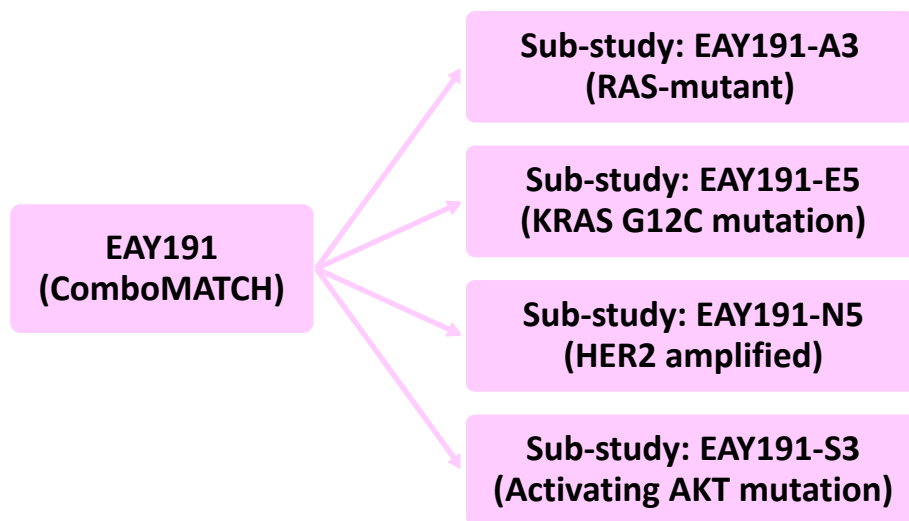 EAY191
(ComboMATCH)
Sub-study: EAY191-A3
(RAS-mutant)
Sub-study: EAY191-E5
(KRAS G12C mutation)
Sub-study: EAY191-N5
(HER2 amplified)
Sub-study: EAY191-S3
(Activating AKT mutation)